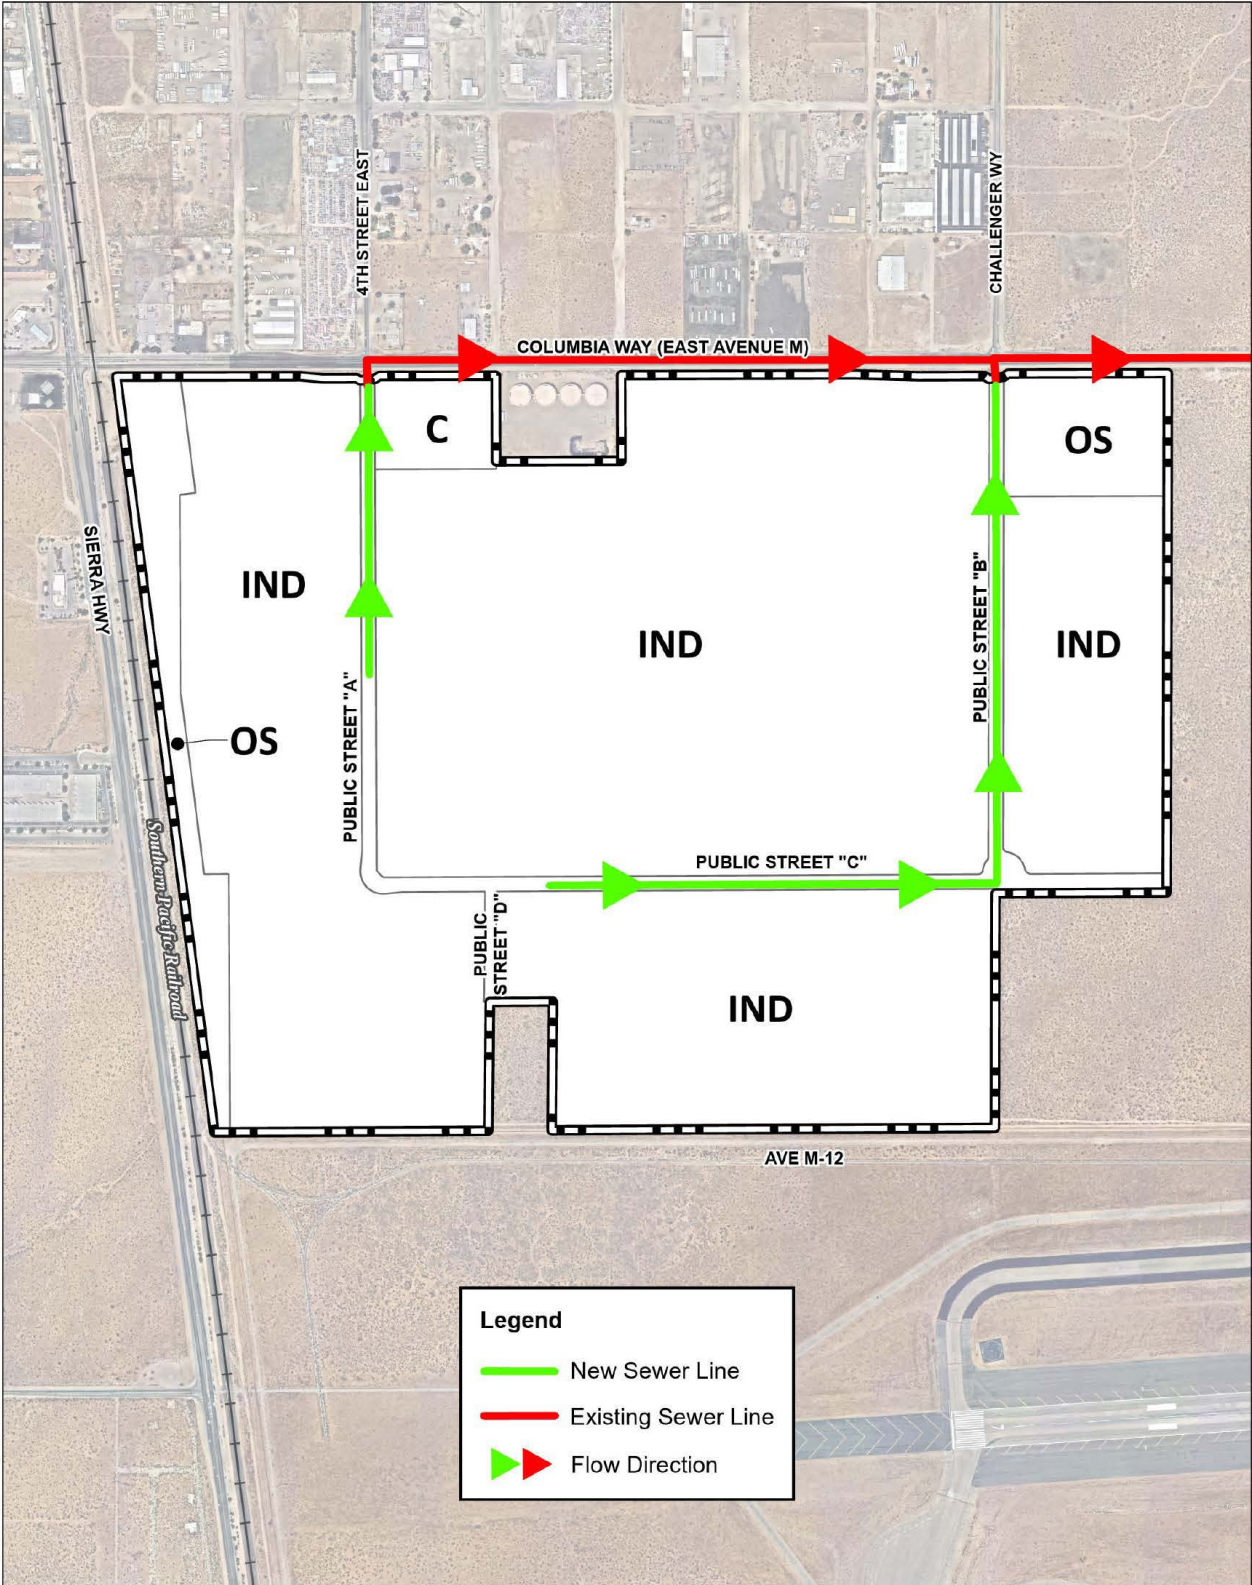 4TH STREET EAST
CHALLENGER WY
COLUMBIA WAY (EAST AVENUE M)
C
OS
SIERRA HWY
IND
IND
IND
PUBLIC STREET "B"
PUBLIC STREET "A"
OS
Southern Pacific Railroad
PUBLIC STREET "C"
PUBLIC
STREET "D"
IND
AVE M-12
Legend
New Sewer Line
Existing Sewer Line
Flow Direction